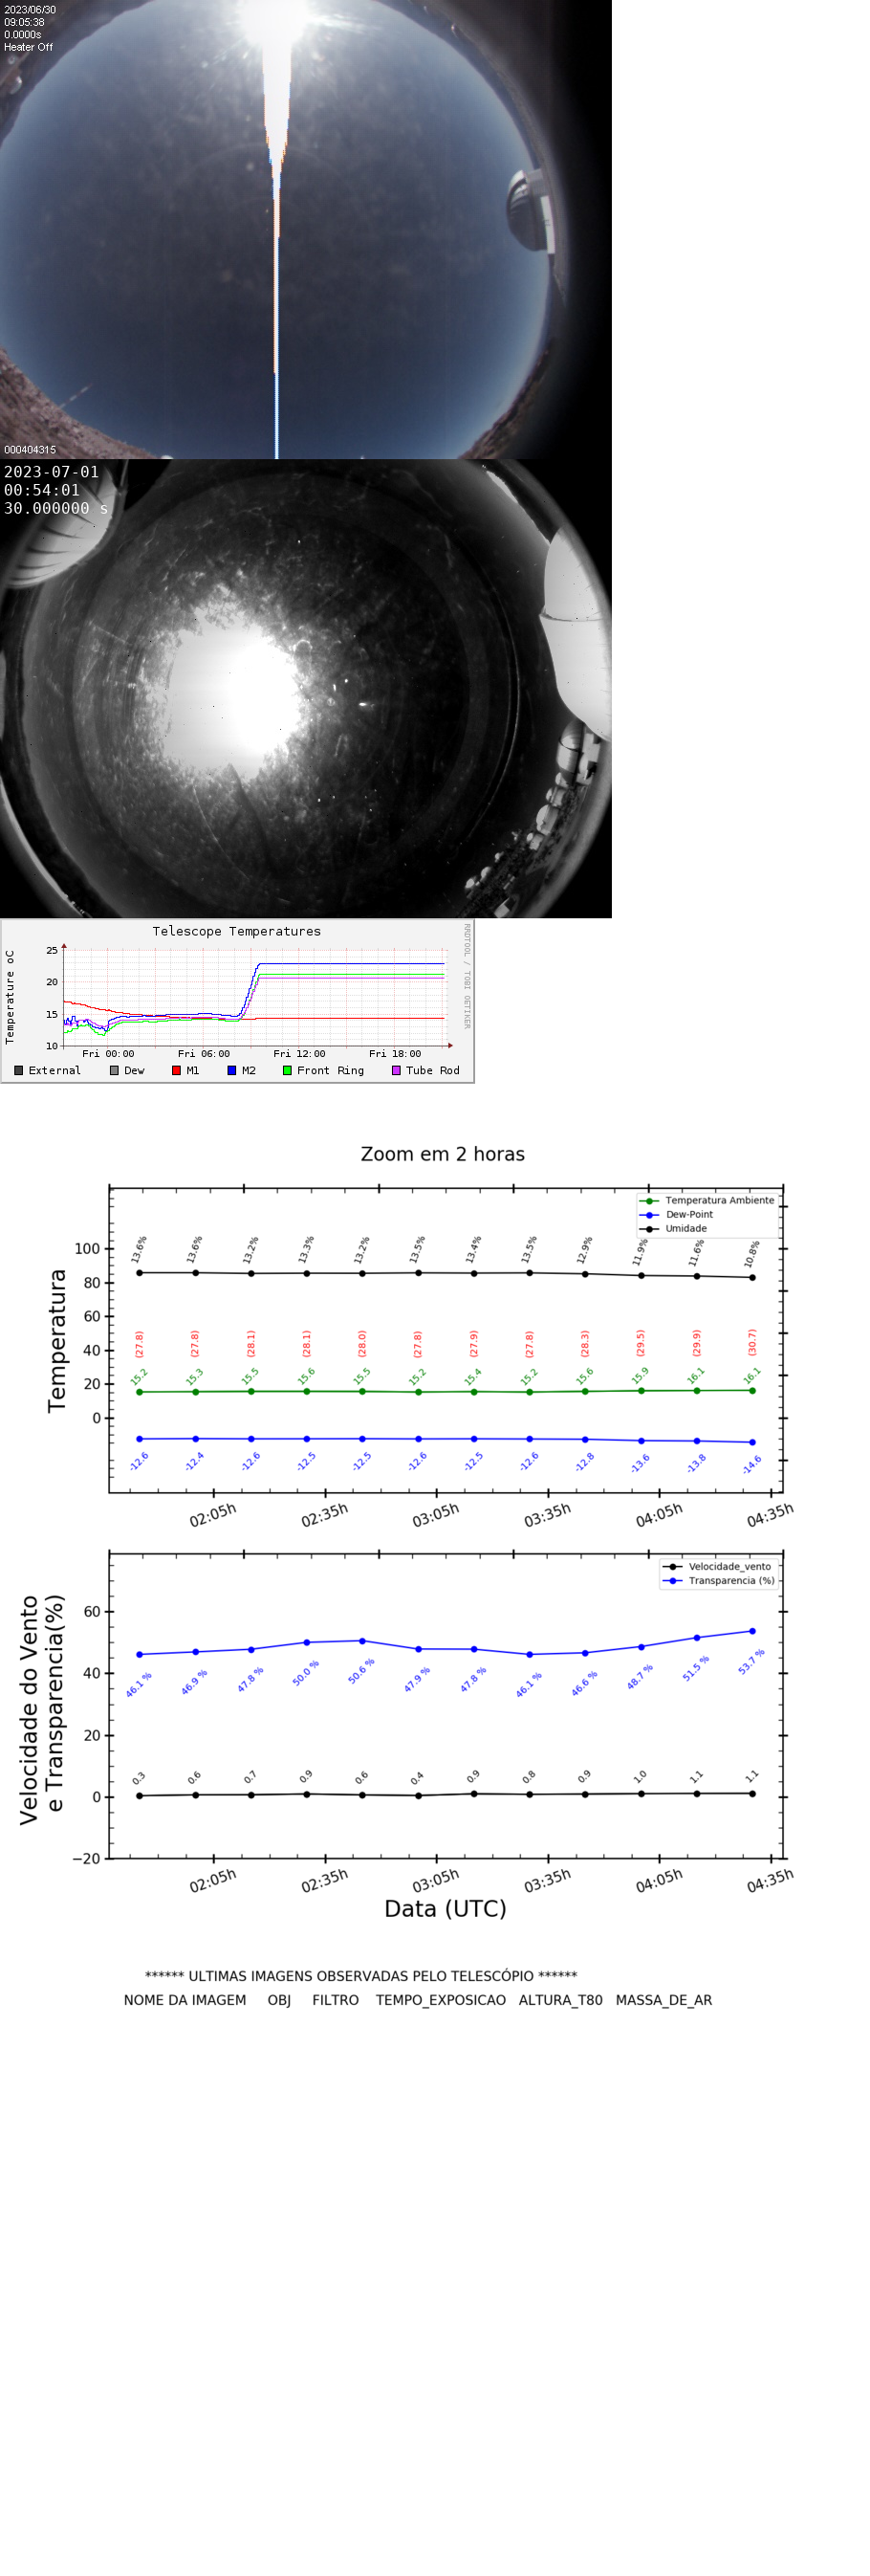 2023/06/30
09:05:38
0.0000s
Heater Off
000404315
2023-07-01
00:54:01
30.000000 s
Telescope Temperatures
RRDTOOL / TOBI OETIKER
Temperature oC
25
20
15
10
Fri 00:00 Fri 06:00 Fri 12:00 Fri 18:00
External Dew M1 M2 Front Ring Tube Rod
Zoom em 2 horas
Temperatura Ambiente
Dew-Point
Umidade
Temperatura
100
80
60
40
20
0
13.6% 13.6% 13.2% 13.3% 13.2% 13.5% 13.4% 13.5% 12.9% 11.9% 11.6% 10.8%
(27.8) (27.8) (28.1) (28.1) (28.0) (27.8) (27.9) (27.8) (28.3) (29.5) (29.9) (30.7)
15.2 15.3 15.5 15.6 15.5 15.2 15.4 15.2 15.6 15.9 16.1 16.1
-12.6 -12.4 -12.6 -12.5 -12.5 -12.6 -12.5 -12.6 -12.8 -13.6 -13.8 -14.6
02:05h 02:35h 03:05h 03:35h 04:05h 04:35h
Velocidade_vento
Transparencia (%)
Velocidade do Vento
e Transparencia(%)
60
40
20
0
−20
46.1 % 46.9 % 47.8 % 50.0 % 50.6 % 47.9 % 47.8 % 46.1 % 46.6 % 48.7 % 51.5 % 53.7 %
0.3 0.6 0.7 0.9 0.6 0.4 0.9 0.8 0.9 1.0 1.1 1.1
02:05h 02:35h 03:05h 03:35h 04:05h 04:35h
Data (UTC)
****** ULTIMAS IMAGENS OBSERVADAS PELO TELESCÓPIO ******
NOME DA IMAGEM OBJ FILTRO TEMPO_EXPOSICAO ALTURA_T80 MASSA_DE_AR